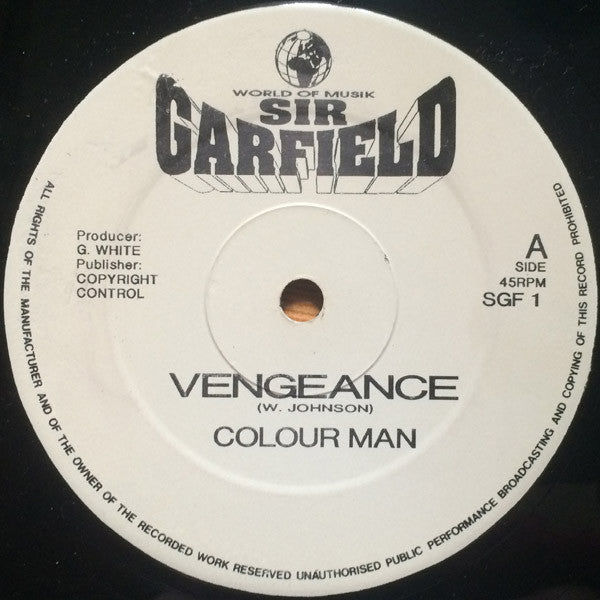 WORLD OF MUSIK
SIR
GARFIELD
Producer:
G. WHITE
Publisher:
COPYRIGHT
CONTROL
A
SIDE
45RPM
SGF 1
VENGEANCE
(W. JOHNSON)
COLOUR MAN
ALL RIGHTS OF THE MANUFACTURER AND OF THE OWNER OF THE RECORDED WORK RESERVED UNAUTHORISED PUBLIC PERFORMANCE BROADCASTING AND COPYING OF THIS RECORD PROHIBITED